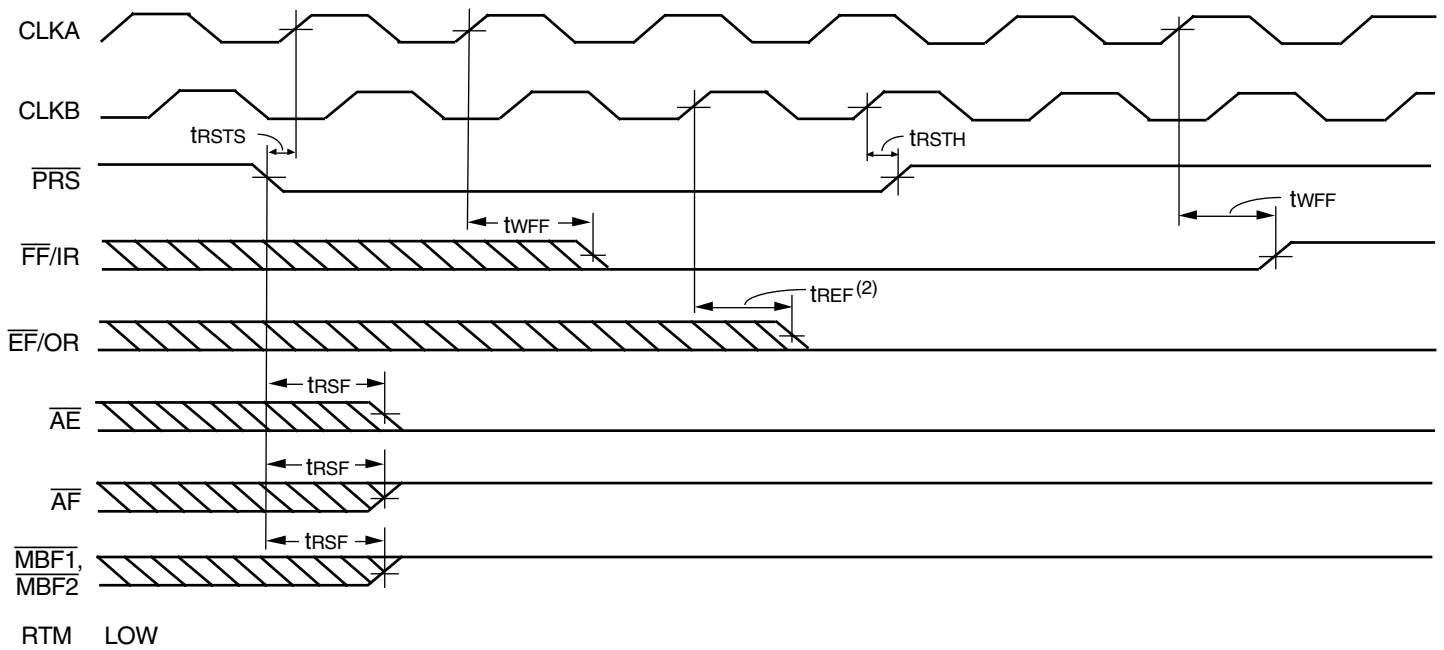 CLKA
CLKB
tRSTS
tRSTH
PRS
tWFF
tWFF
FF/IR
tREF(2)
EF/OR
tRSF
AE
tRSF
AF
tRSF
MBF1,
MBF2
RTM LOW